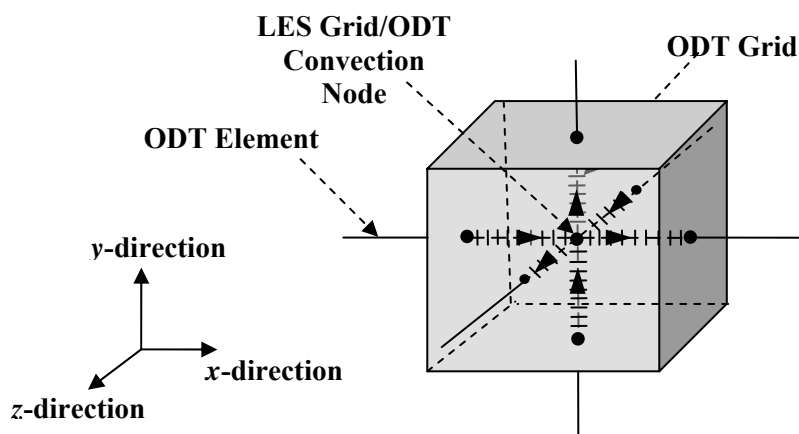 LES Grid/ODT
Convection
Node
ODT Grid
ODT Element
y-direction
x-direction
z-direction